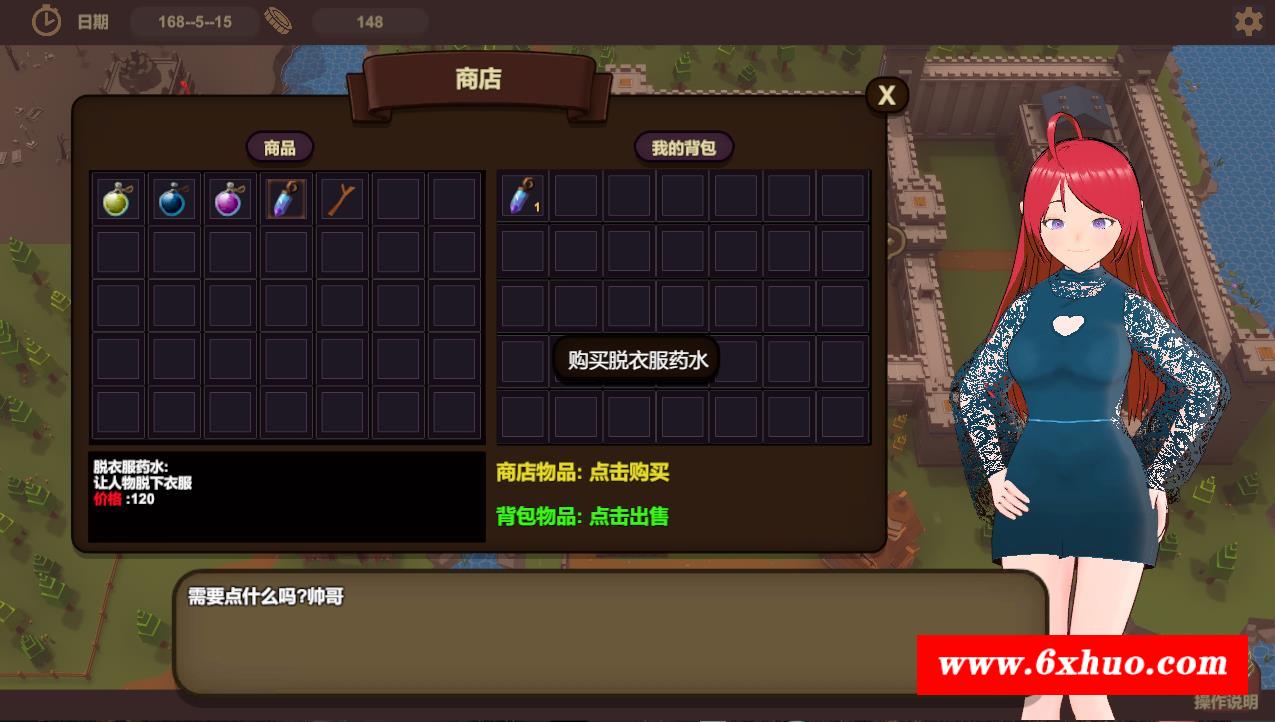 日期
168--5--15
148
商店
X
商品
我的背包
1
购买脱衣服药水
脱衣服药水:
让人物脱下衣服
价格 :120
商店物品: 点击购买
背包物品: 点击出售
需要点什么吗?帅哥
www.6xhuo.com
操作说明